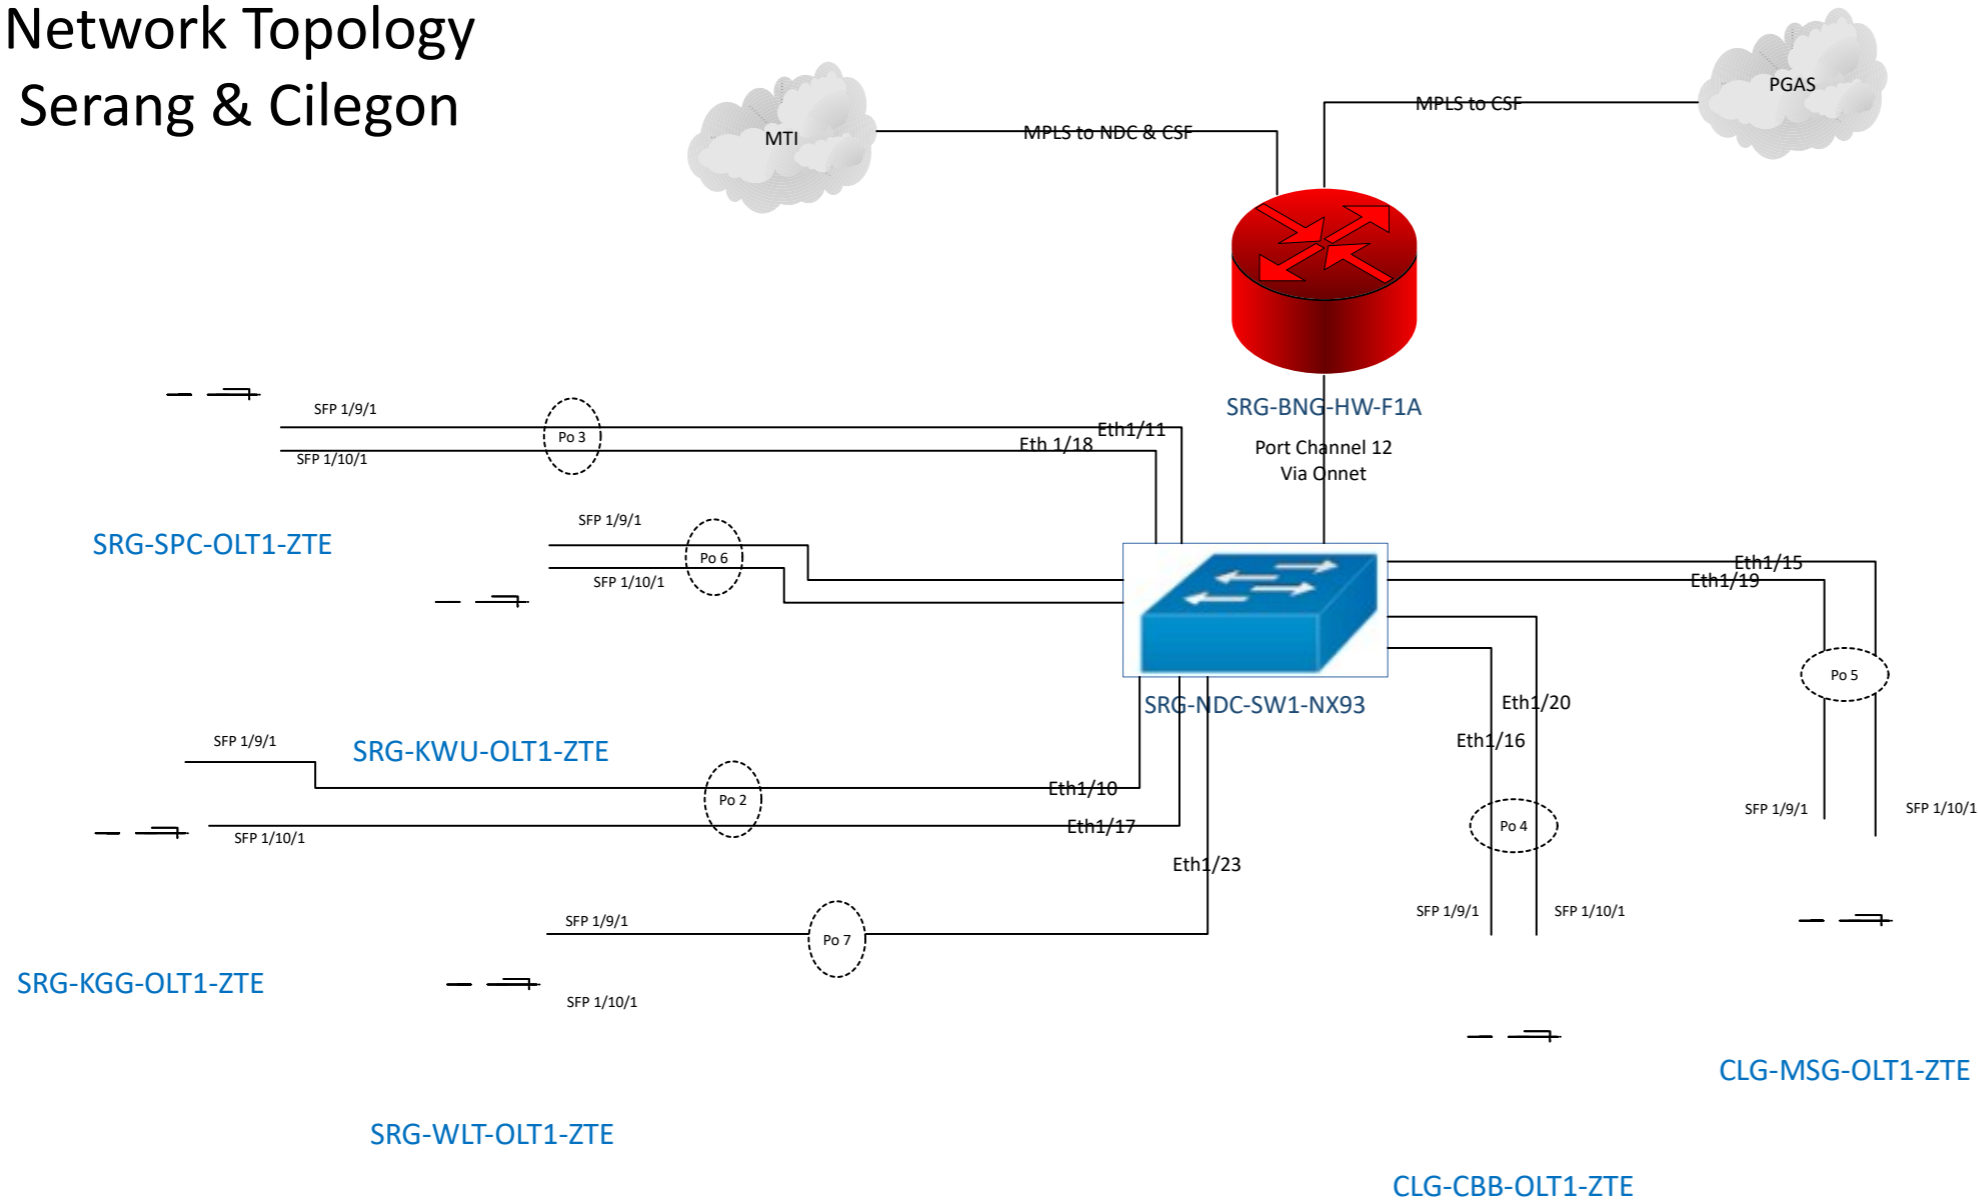 Network Topology
Serang & Cilegon
MTI
MPLS to NDC & CSF
MPLS to CSF
PGAS
SRG-BNG-HW-F1A
Port Channel 12
Via Onnet
SFP 1/9/1
SFP 1/10/1
Po 3
Eth1/11
Eth 1/18
SRG-SPC-OLT1-ZTE
SFP 1/9/1
SFP 1/10/1
Po 6
SRG-KWU-OLT1-ZTE
SRG-NDC-SW1-NX93
Eth1/15
Eth1/19
Po 5
SFP 1/9/1
SFP 1/10/1
CLG-MSG-OLT1-ZTE
Eth1/20
Eth1/16
Po 4
SFP 1/9/1
SFP 1/10/1
CLG-CBB-OLT1-ZTE
SFP 1/9/1
SFP 1/10/1
Po 2
Eth1/10
Eth1/17
SRG-KGG-OLT1-ZTE
Eth1/23
SFP 1/9/1
Po 7
SFP 1/10/1
SRG-WLT-OLT1-ZTE